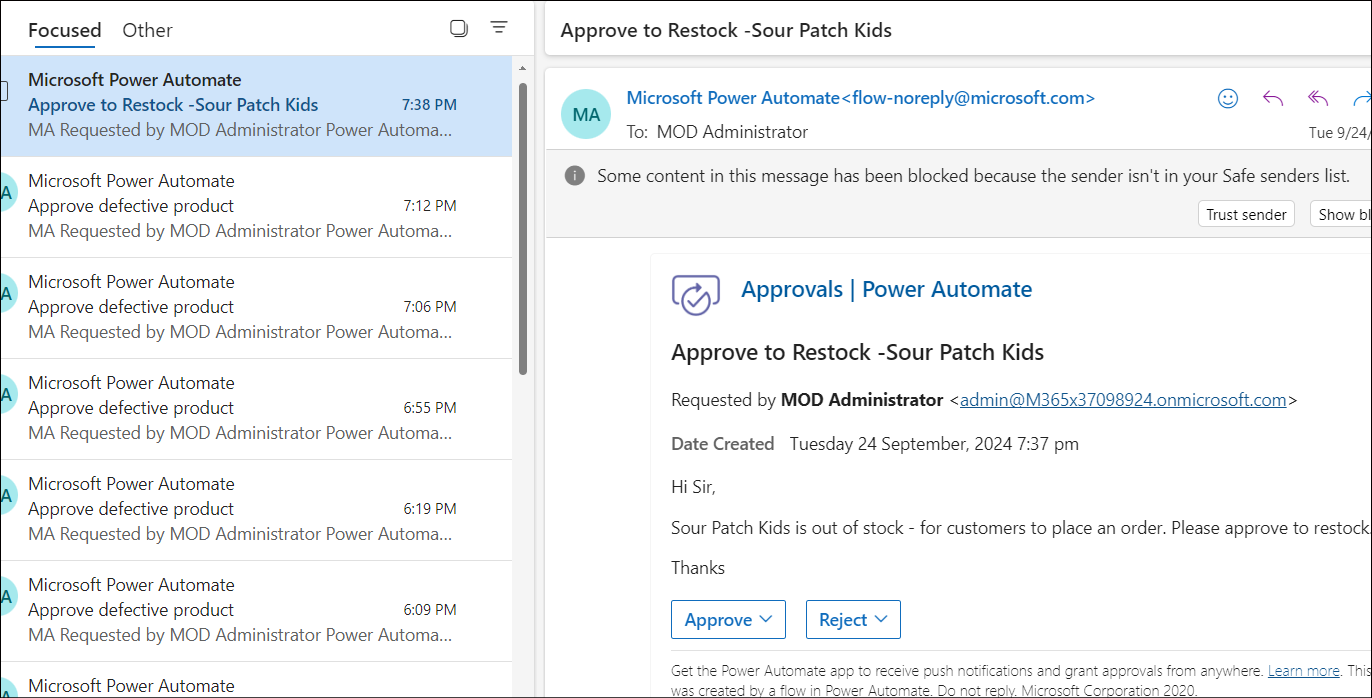 Focused Other
Microsoft Power Automate
Approve to Restock -Sour Patch Kids 7:38 PM
MA Requested by MOD Administrator Power Automa...
A
Microsoft Power Automate
Approve defective product 7:12 PM
MA Requested by MOD Administrator Power Automa...
A
Microsoft Power Automate
Approve defective product 7:06 PM
MA Requested by MOD Administrator Power Automa...
A
Microsoft Power Automate
Approve defective product 6:55 PM
MA Requested by MOD Administrator Power Automa...
A
Microsoft Power Automate
Approve defective product 6:19 PM
MA Requested by MOD Administrator Power Automa...
A
Microsoft Power Automate
Approve defective product 6:09 PM
MA Requested by MOD Administrator Power Automa...
Microsoft Power Automate
Approve to Restock -Sour Patch Kids
MA
Microsoft Power Automate<flow-noreply@microsoft.com>
To: MOD Administrator
Tue 9/24/
Some content in this message has been blocked because the sender isn't in your Safe senders list.
Trust sender Show bl
Approvals | Power Automate
Approve to Restock -Sour Patch Kids
Requested by MOD Administrator <admin@M365x37098924.onmicrosoft.com>
Date Created Tuesday 24 September, 2024 7:37 pm
Hi Sir,
Sour Patch Kids is out of stock - for customers to place an order. Please approve to restock.
Thanks
Approve Reject
Get the Power Automate app to receive push notifications and grant approvals from anywhere. Learn more. This
was created by a flow in Power Automate. Do not reply. Microsoft Corporation 2020.